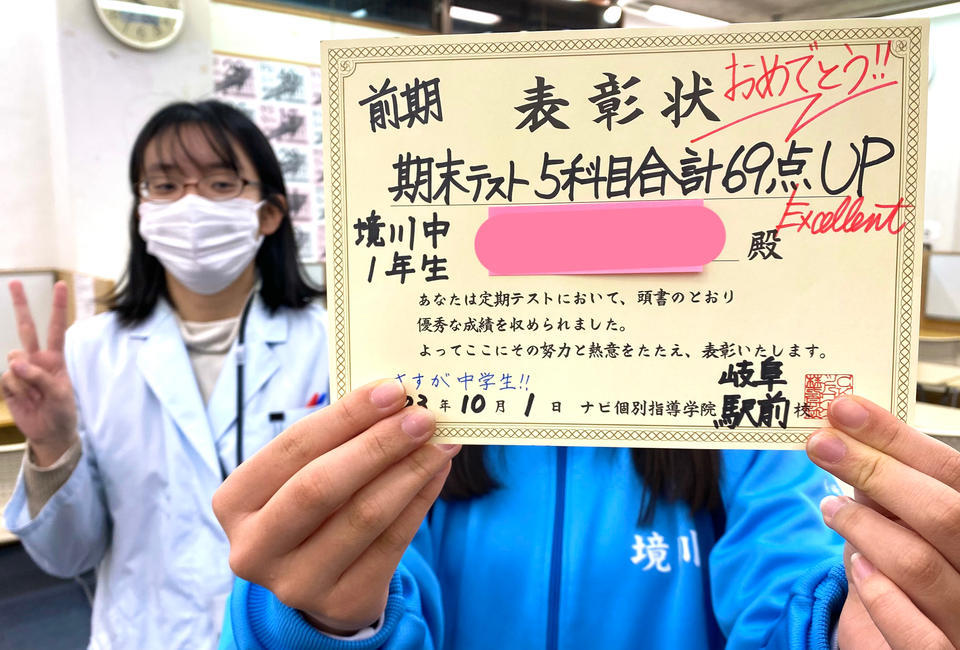 前期 表彰状 おめでとう!!
期末テスト5科目合計69点UP
Excellent
境川中
1年生
殿
あなたは定期テストにおいて、頭書のとおり
優秀な成績を収められました。
よってここにその努力と熱意をたたえ、表彰いたします。
さすが中学生!!
23年10月1日 ナビ個別指導学院 岐阜駅前校
境川